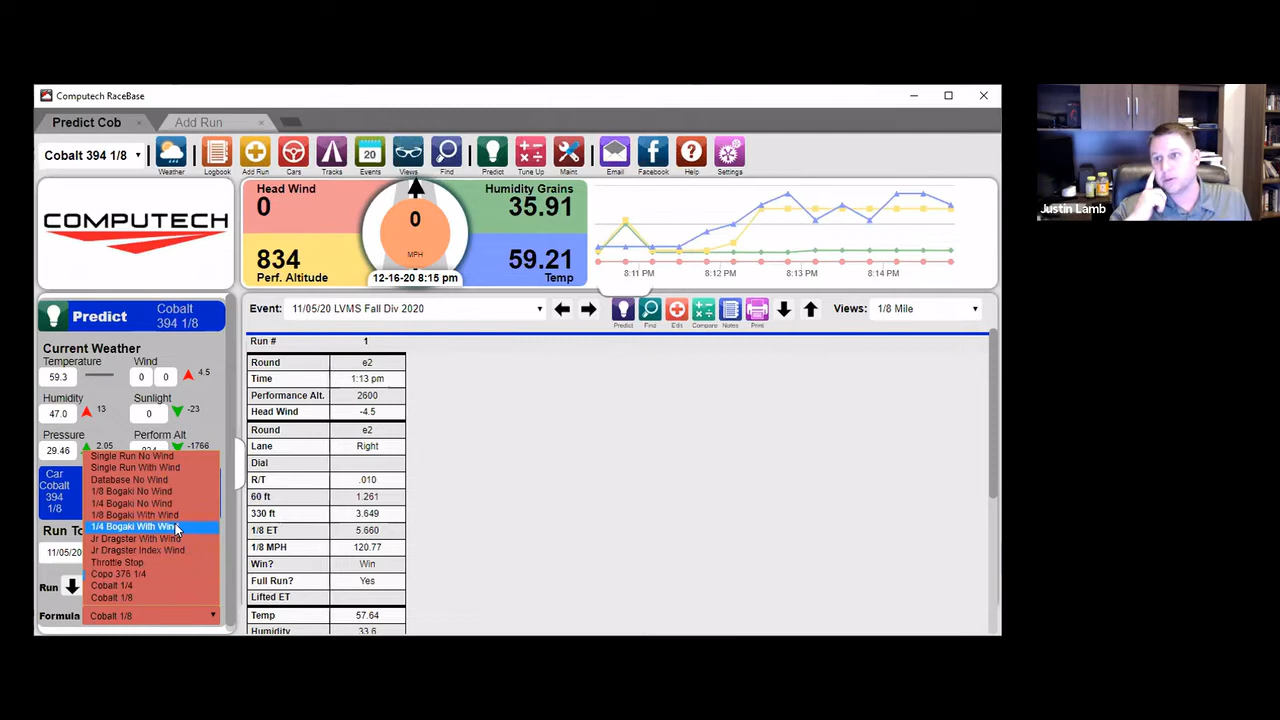 Computech RaceBase
Predict Cob
Add Run
Cobalt 394 1/8
Weather
Logbook
Add Run
Cars
Tracks
20
Events
Views
Find
Predict
Tune Up
Maint
Email
Facebook
Help
Settings
COMPUTECH
Head Wind
0
834
Perf. Altitude
0
MPH
12-16-20 8:15 pm
Humidity Grains
35.91
59.21
Temp
8:11 PM 8:12 PM 8:13 PM 8:14 PM
Predict
Cobalt
394 1/8
Event: 11/05/20 LVMS Fall Div 2020
Predict Find Edit Compare Notes Print
Views: 1/8 Mile
Current Weather
Temperature Wind
59.3 0 0 4.5
Humidity Sunlight
47.0 13 0 -23
Pressure Perform Alt
29.46 2.05 -1766
Car
Cobalt
394
1/8
Run To
11/05/
Run
Single Run No Wind
Single Run With Wind
Database No Wind
1/8 Bogaki No Wind
1/4 Bogaki No Wind
1/8 Bogaki With Wind
1/4 Bogaki With Wind
Jr Dragster With Wind
Jr Dragster Index Wind
Throttle Stop
Copo 376 1/4
Cobalt 1/4
Cobalt 1/8
Formula Cobalt 1/8
Run # 1
Round e2
Time 1:13 pm
Performance Alt. 2600
Head Wind -4.5
Round e2
Lane Right
Dial
R/T .010
60 ft 1.261
330 ft 3.649
1/8 ET 5.660
1/8 MPH 120.77
Win? Win
Full Run? Yes
Lifted ET
Temp 57.64
Humidity 33.6
Justin Lamb